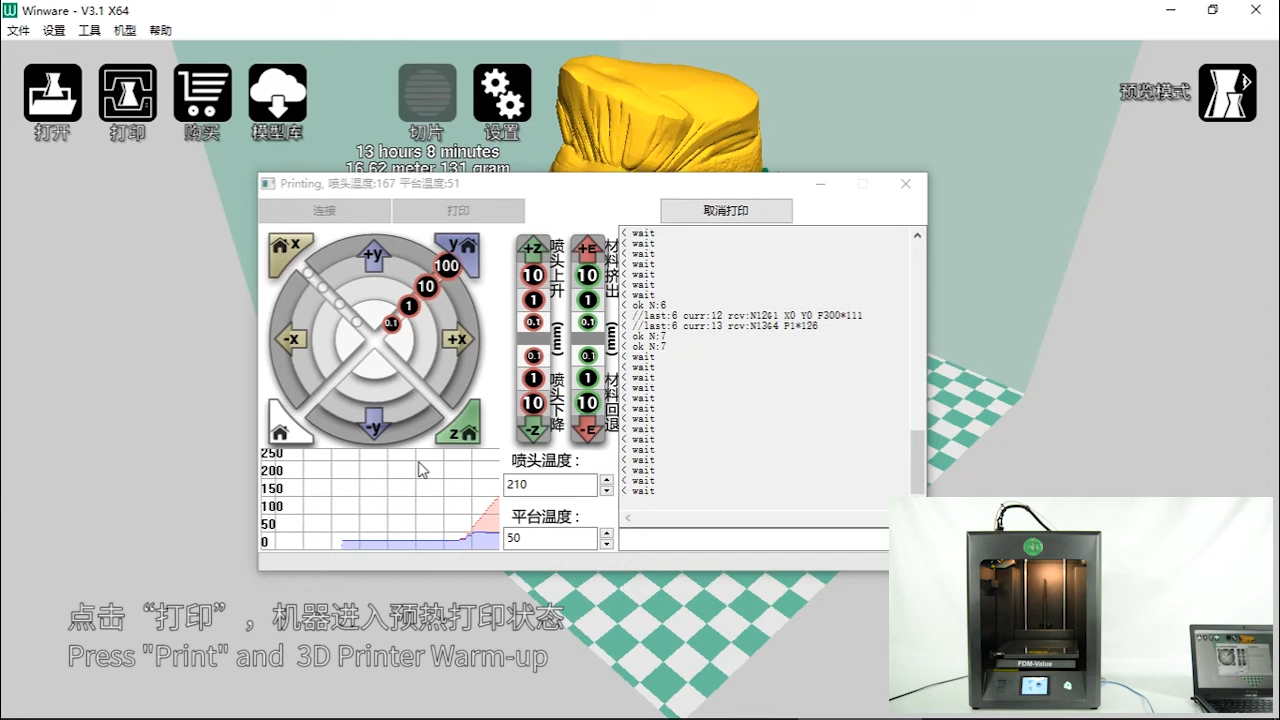 Winware - V3.1 X64
文件 设置 工具 机型 帮助
打开 打印 购买 模型库 切片 设置 预览模式
13 hours 8 minutes
16.62 meter 131 gram
Printing, 喷头温度:167 平台温度:51
连接 打印 取消打印
x
+y
y
100
10
1
0.1
-x
+x
-y
z
+Z
10
1
0.1
0.1
1
10
-Z
喷头上升 (mm) 喷头下降
+E
10
1
0.1
0.1
1
10
-E
材料挤出 (mm) 材料回退
< wait
< wait
< wait
< wait
< wait
< wait
< wait
< ok N:6
< //last:6 curr:12 rcv:N12&1 X0 Y0 F300*111
< //last:6 curr:13 rcv:N13&4 P1*126
< ok N:7
< ok N:7
< wait
< wait
< wait
< wait
< wait
< wait
< wait
< wait
< wait
< wait
< wait
< wait
< wait
< wait
250
200
150
100
50
0
喷头温度：
210
平台温度：
50
FDM-Value
点击“打印”，机器进入预热打印状态
Press "Print" and 3D Printer Warm-up